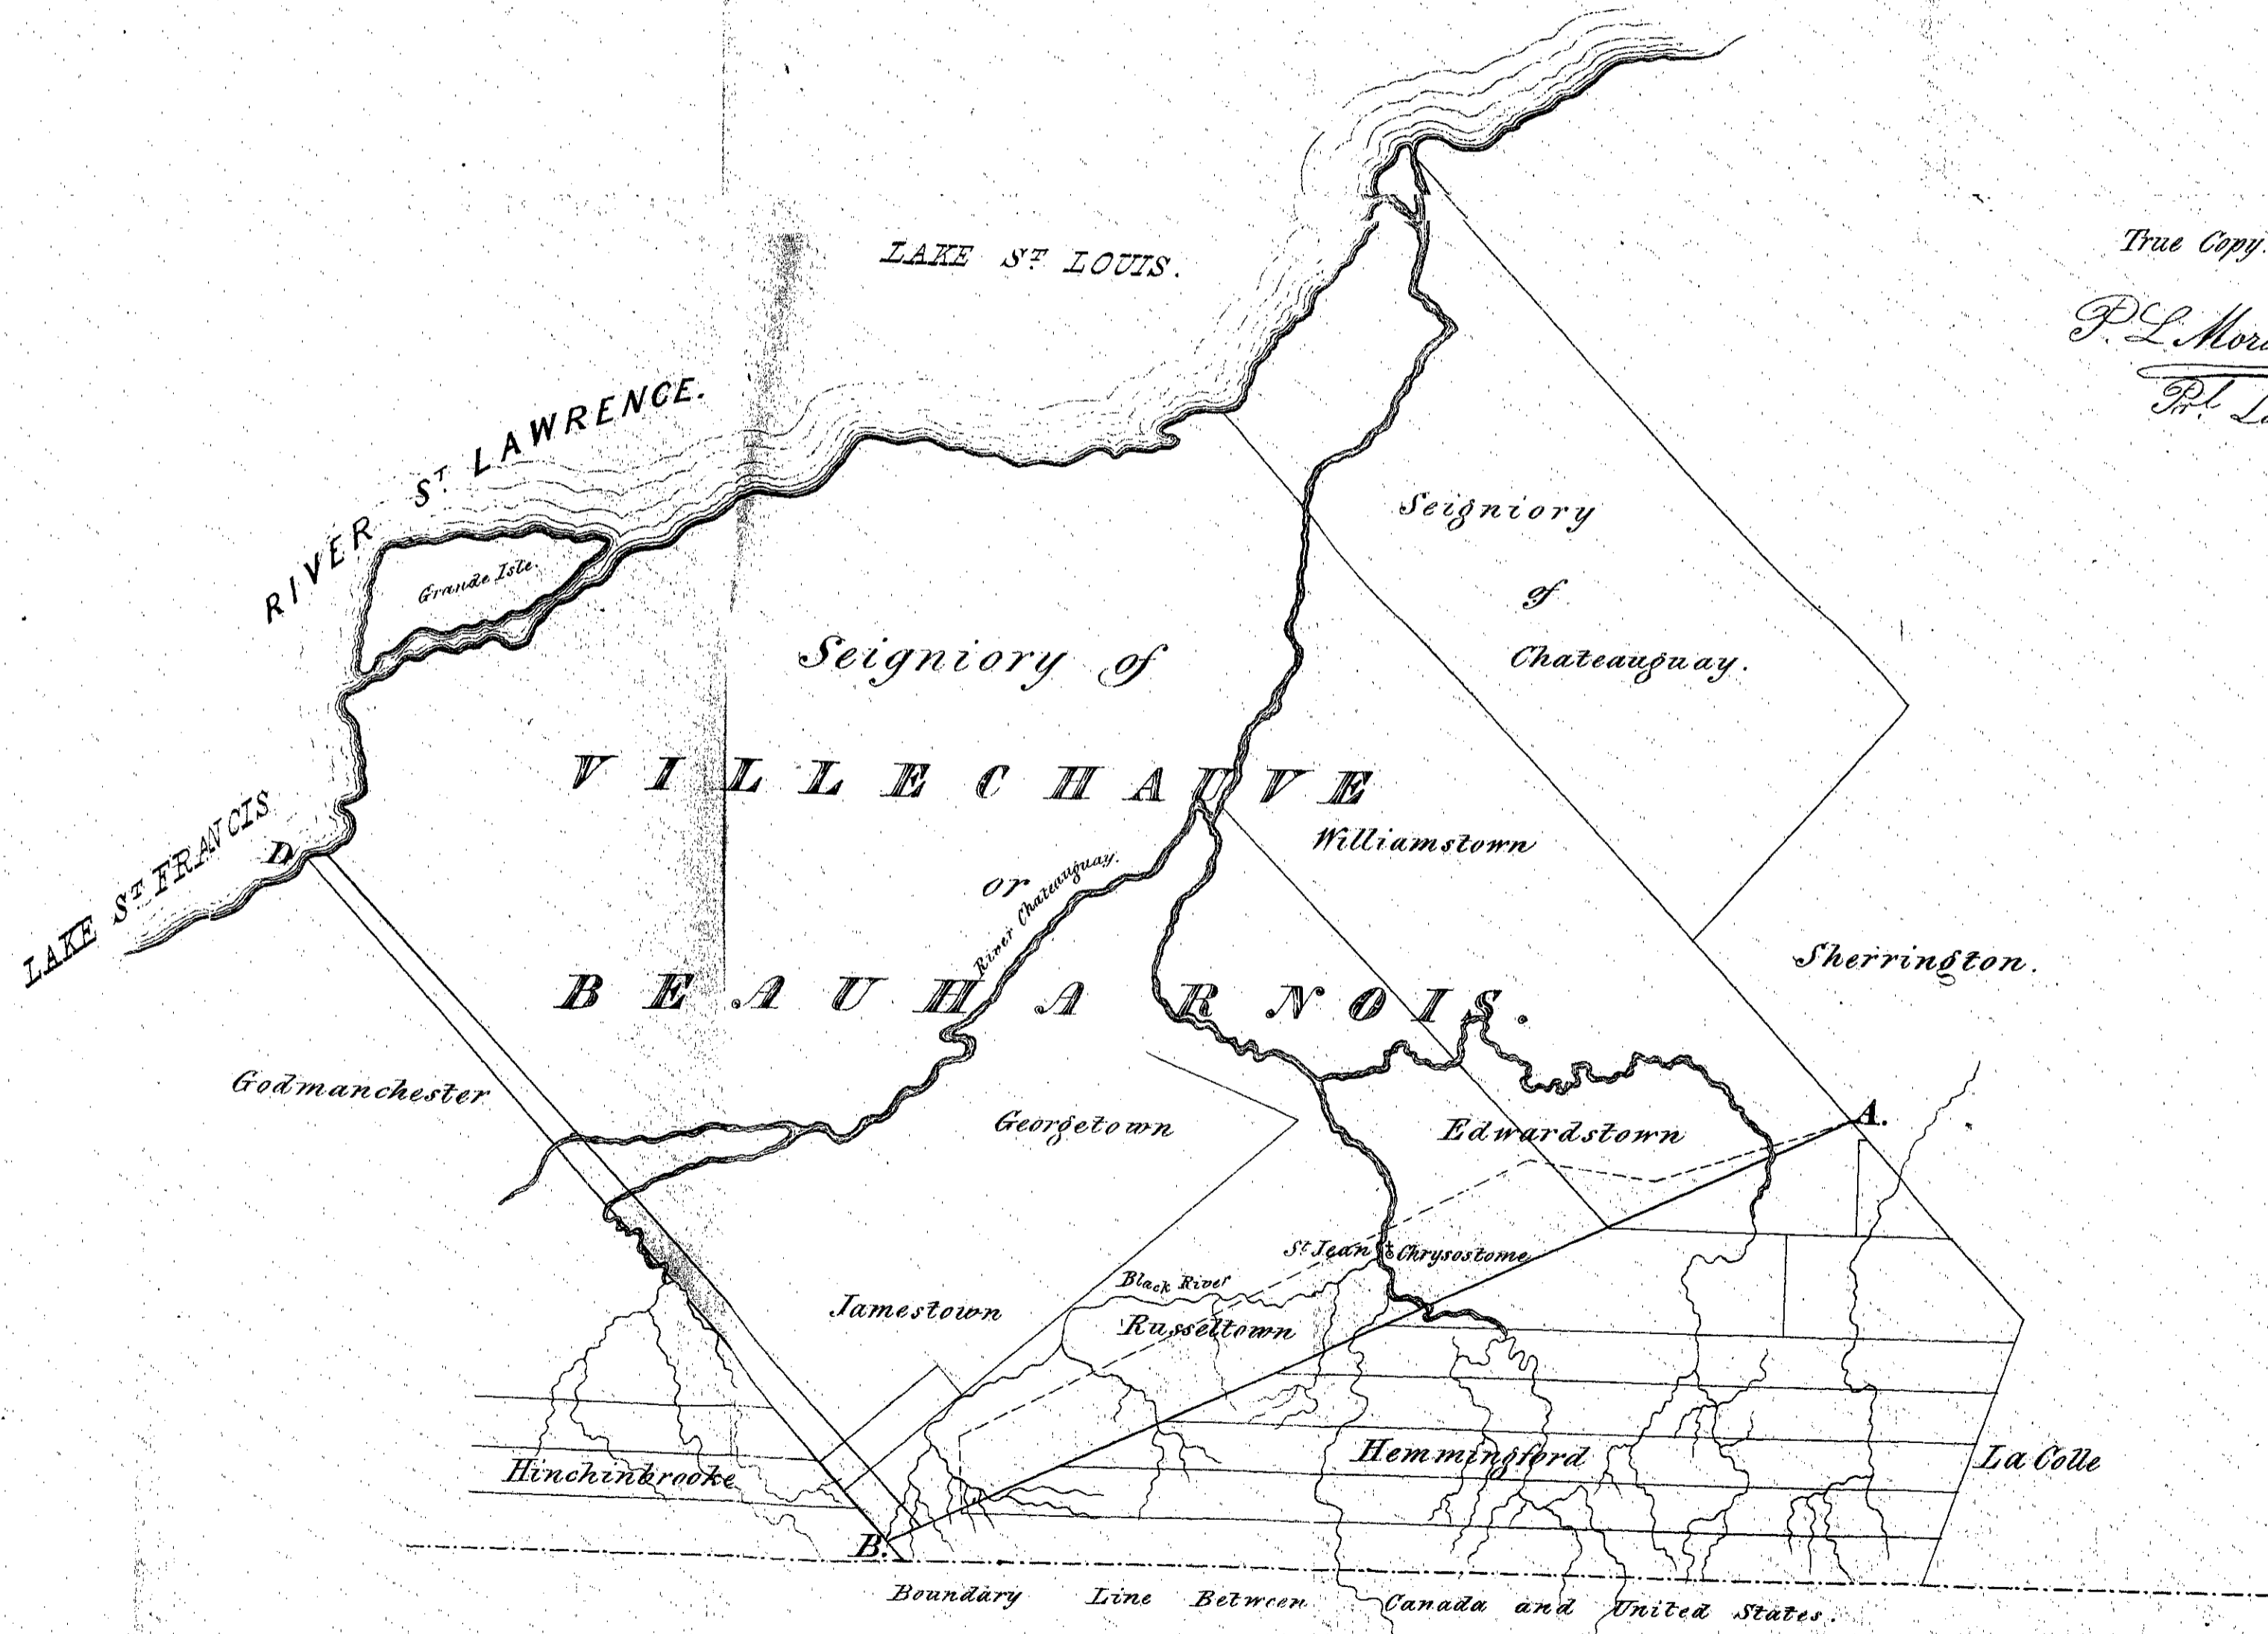 True Copy.
P. L.
LAKE ST. LOUIS.
RIVER ST. LAWRENCE.
Grande Isle.
Seigniory
of
Chateauguay.
Seigniory of
VILLECHAUVE
or
River Chateauguay.
BEAUHARNOIS.
Williamstown
LAKE ST. FRANCIS
D
Sherrington.
Godmanchester
Georgetown
Edwardstown
A.
St. Jean Chrysostome
Black River
Jamestown
Russeltown
Hinchinbrooke
Hemmingford
La Colle
B.
Boundary Line Between Canada and United States.